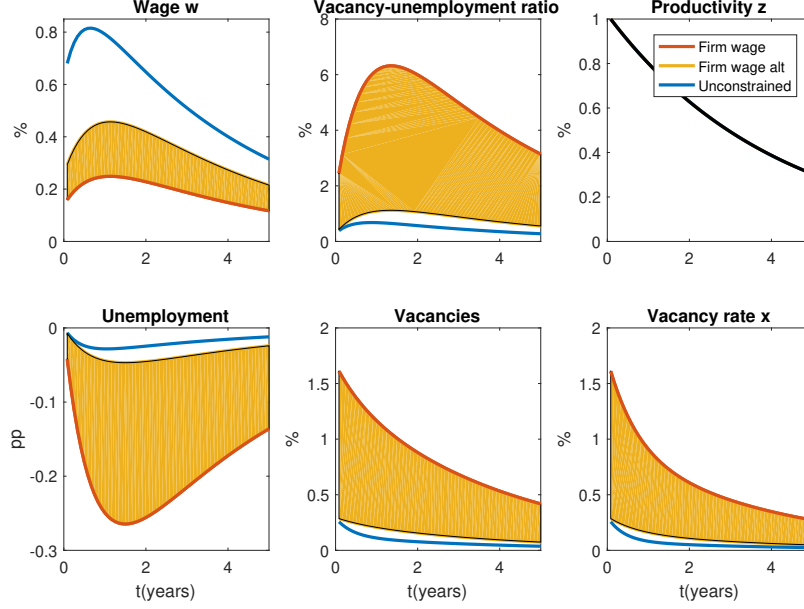 Wage w
Vacancy-unemployment ratio
Productivity z
%
0.8
0.6
0.4
0.2
0
0 2 4
%
8
6
4
2
0
0 2 4
%
1
0.8
0.6
0.4
0.2
0
0 2 4
Firm wage
Firm wage alt
Unconstrained
Unemployment
Vacancies
Vacancy rate x
pp
0
-0.1
-0.2
-0.3
0 2 4
t(years)
%
2
1.5
1
0.5
0
0 2 4
t(years)
%
2
1.5
1
0.5
0
0 2 4
t(years)